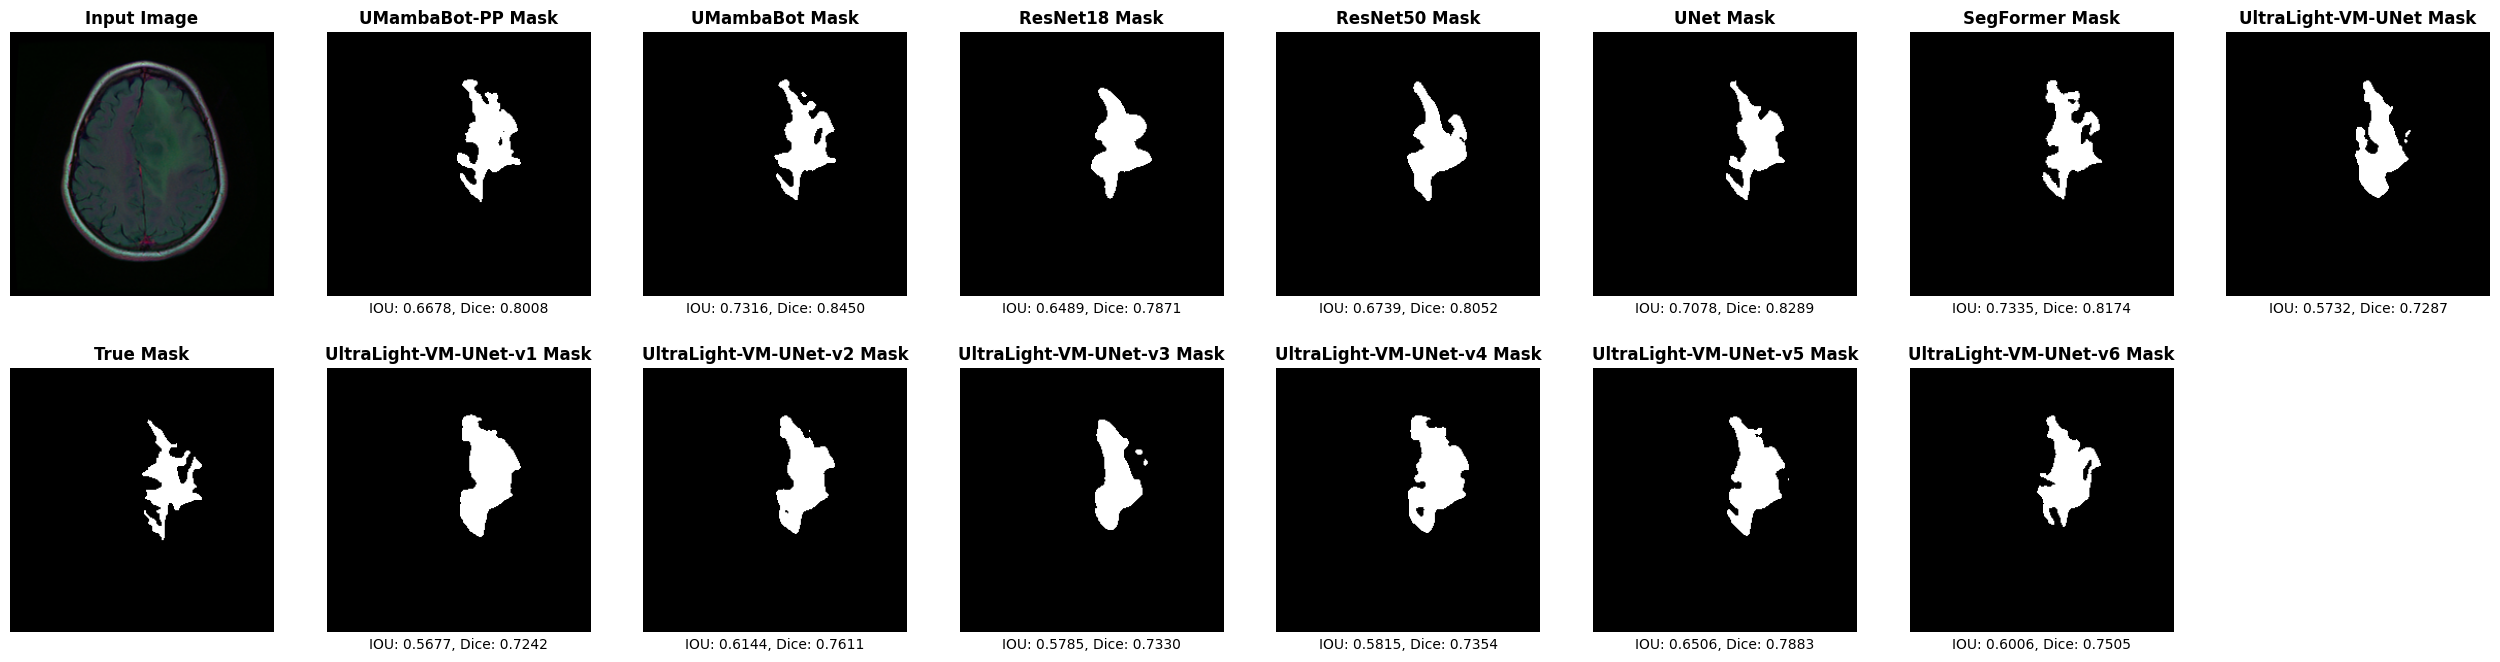 Input Image
UMambaBot-PP Mask
UMambaBot Mask
ResNet18 Mask
ResNet50 Mask
UNet Mask
SegFormer Mask
UltraLight-VM-UNet Mask
IOU: 0.6678, Dice: 0.8008
IOU: 0.7316, Dice: 0.8450
IOU: 0.6489, Dice: 0.7871
IOU: 0.6739, Dice: 0.8052
IOU: 0.7078, Dice: 0.8289
IOU: 0.7335, Dice: 0.8174
IOU: 0.5732, Dice: 0.7287
True Mask
UltraLight-VM-UNet-v1 Mask
UltraLight-VM-UNet-v2 Mask
UltraLight-VM-UNet-v3 Mask
UltraLight-VM-UNet-v4 Mask
UltraLight-VM-UNet-v5 Mask
UltraLight-VM-UNet-v6 Mask
IOU: 0.5677, Dice: 0.7242
IOU: 0.6144, Dice: 0.7611
IOU: 0.5785, Dice: 0.7330
IOU: 0.5815, Dice: 0.7354
IOU: 0.6506, Dice: 0.7883
IOU: 0.6006, Dice: 0.7505